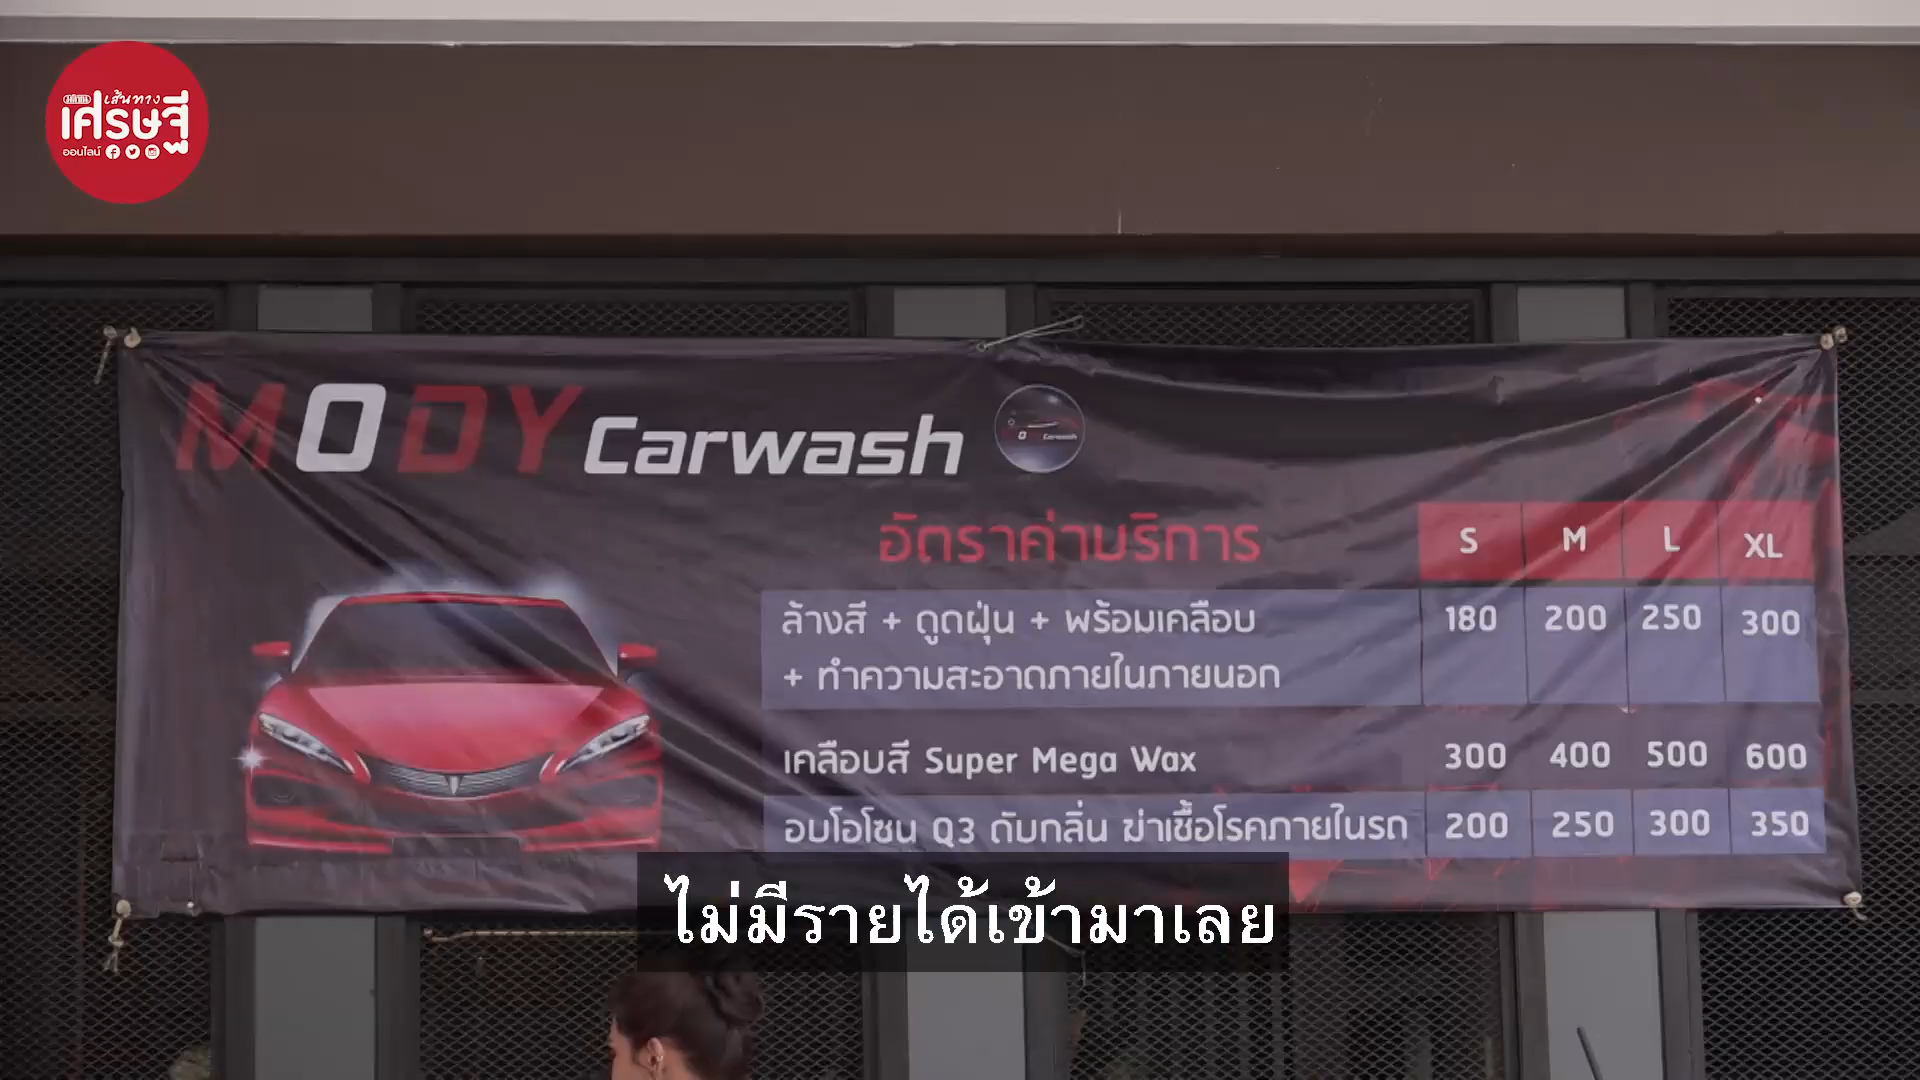 มติชน
เส้นทาง
เศรษฐี
ออนไลน์
MODY Carwash
Carwash
อัตราค่าบริการ S M L XL
ล้างสี + ดูดฝุ่น + พร้อมเคลือบ 180 200 250 300
+ ทำความสะอาดภายในภายนอก
เคลือบสี Super Mega Wax 300 400 500 600
อบโอโซน Q3 ดับกลิ่น ฆ่าเชื้อโรคภายในรถ 200 250 300 350
ไม่มีรายได้เข้ามาเลย